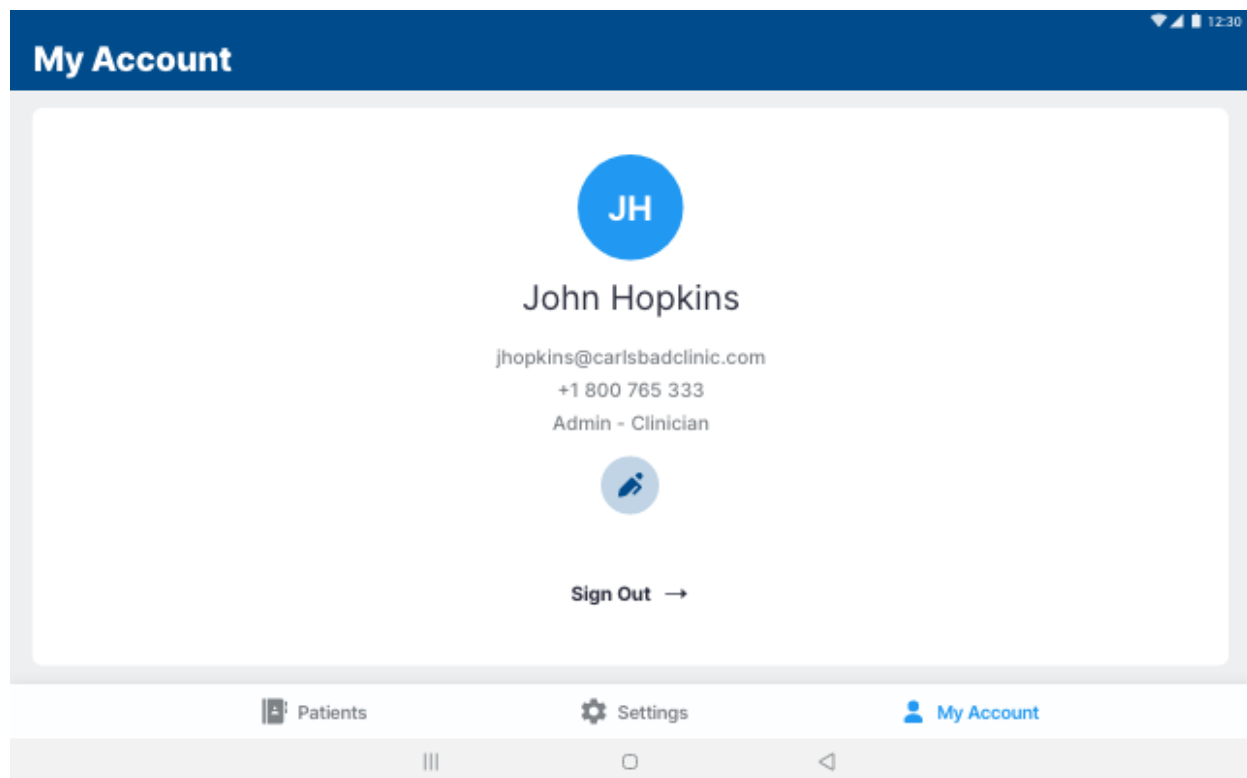 12:30
My Account
JH
John Hopkins
jhopkins@carlsbadclinic.com
+1 800 765 333
Admin - Clinician
Sign Out →
Patients
Settings
My Account